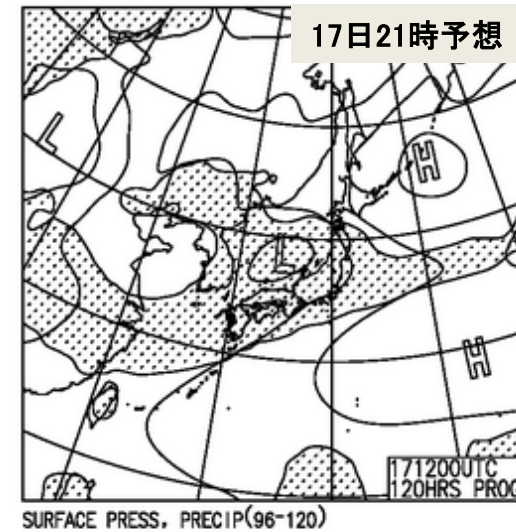 17日21時予想
L
H
L
H
171200UTC
120HRS PROG
SURFACE PRESS, PRECIP(96-120)